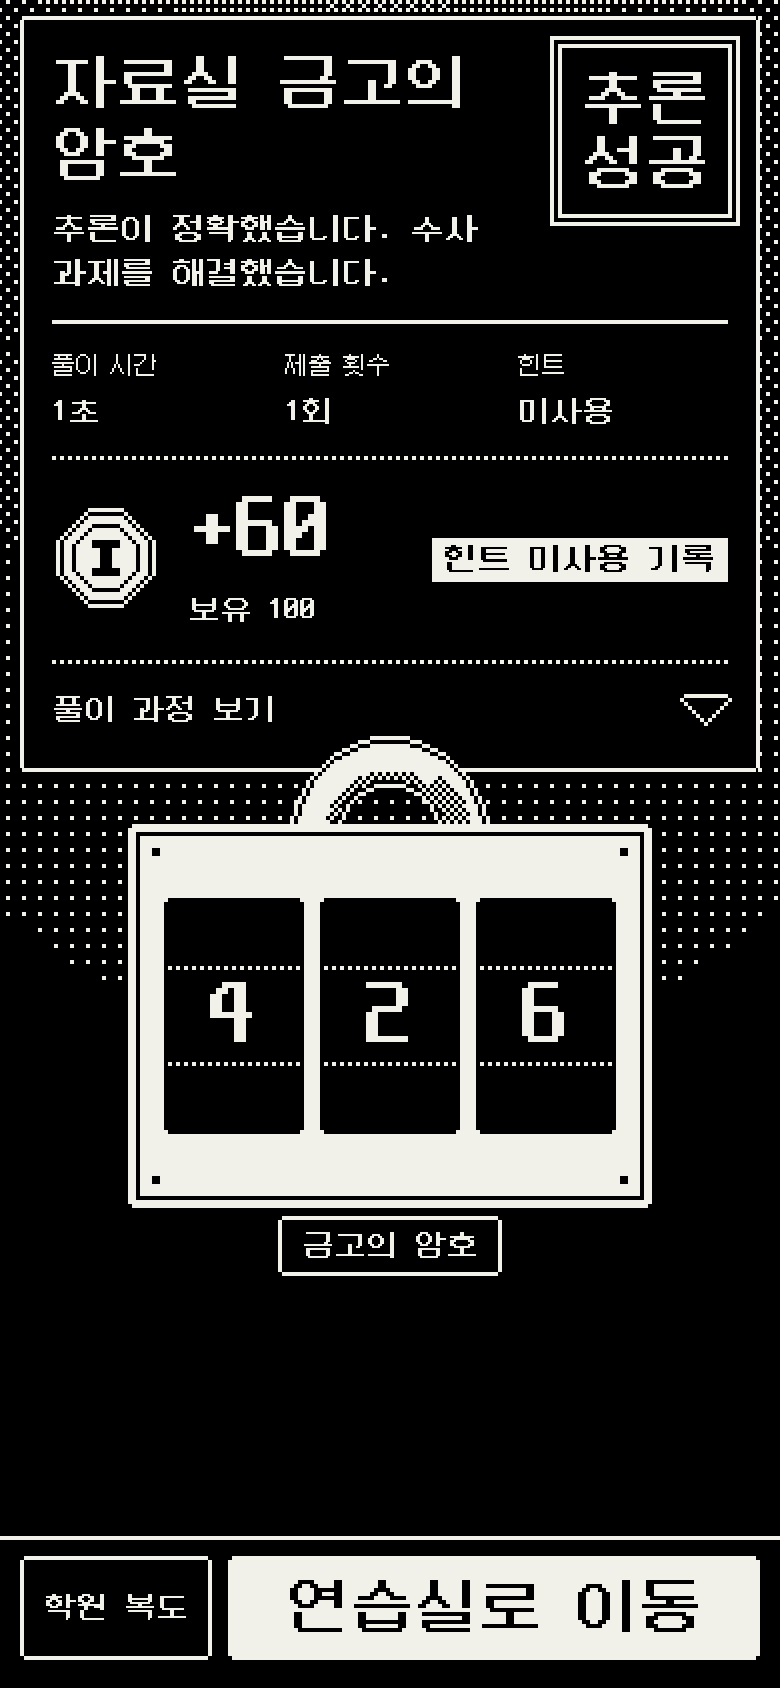 자료실 금고의
암호
추론
성공
추론이 정확했습니다. 수사
과제를 해결했습니다.
풀이 시간 제출 횟수 힌트
1초 1회 미사용
I +60 힌트 미사용 기록
보유 100
풀이 과정 보기
4 2 6
금고의 암호
학원 복도 연습실로 이동